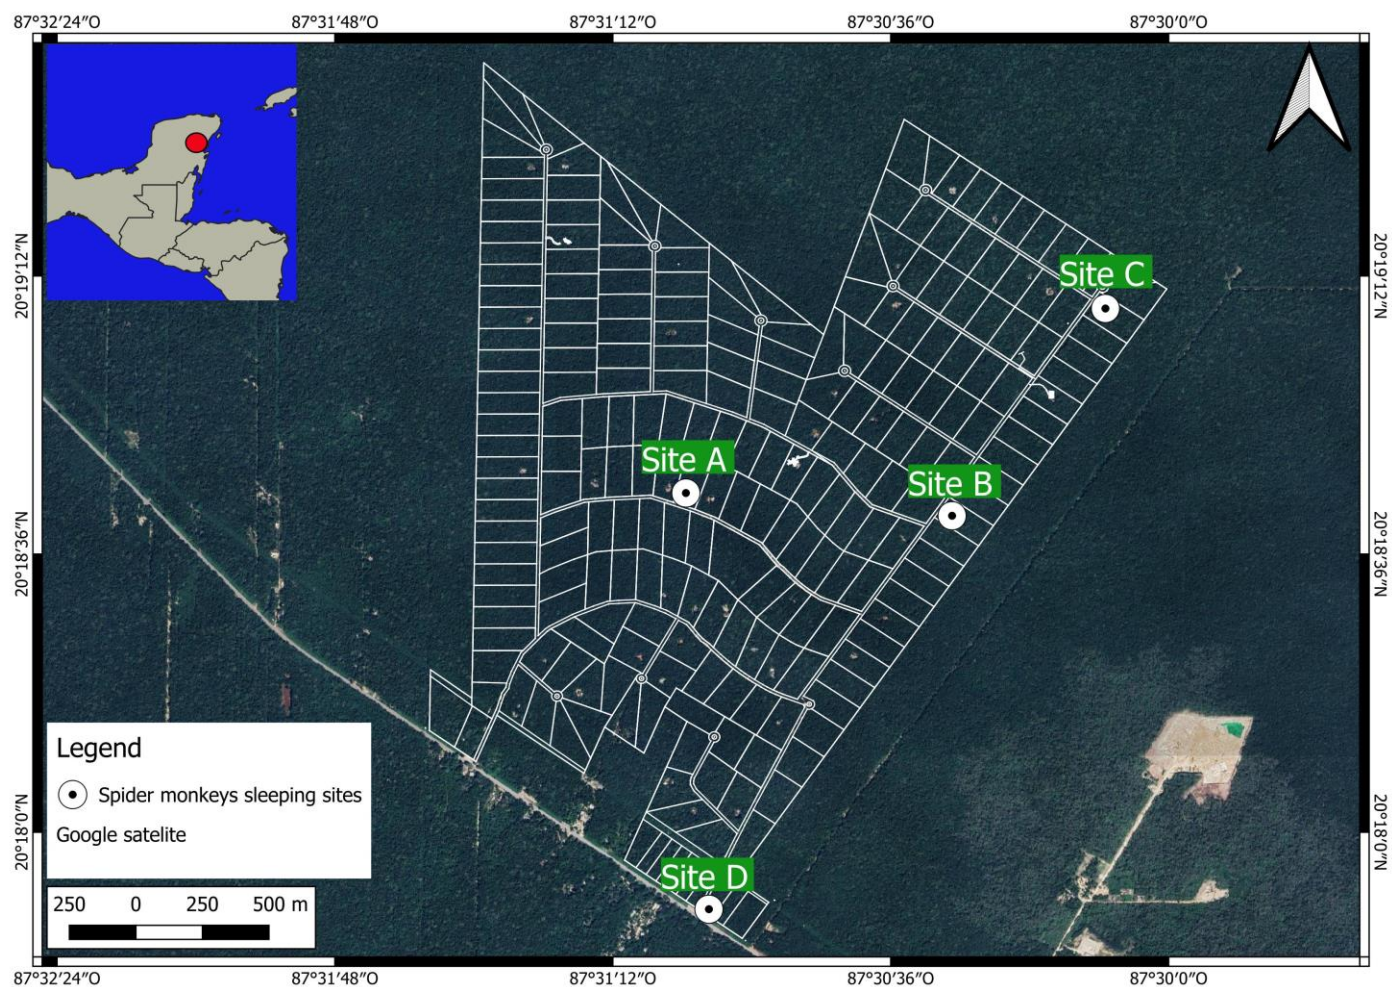 87°32′24″O 87°31′48″O 87°31′12″O 87°30′36″O 87°30′0″O
20°19′12″N
20°19′12″N
Site C
Site A
Site B
20°18′36″N
20°18′36″N
Legend
Spider monkeys sleeping sites
Google satelite
20°18′0″N
20°18′0″N
Site D
250 0 250 500 m
87°32′24″O 87°31′48″O 87°31′12″O 87°30′36″O 87°30′0″O